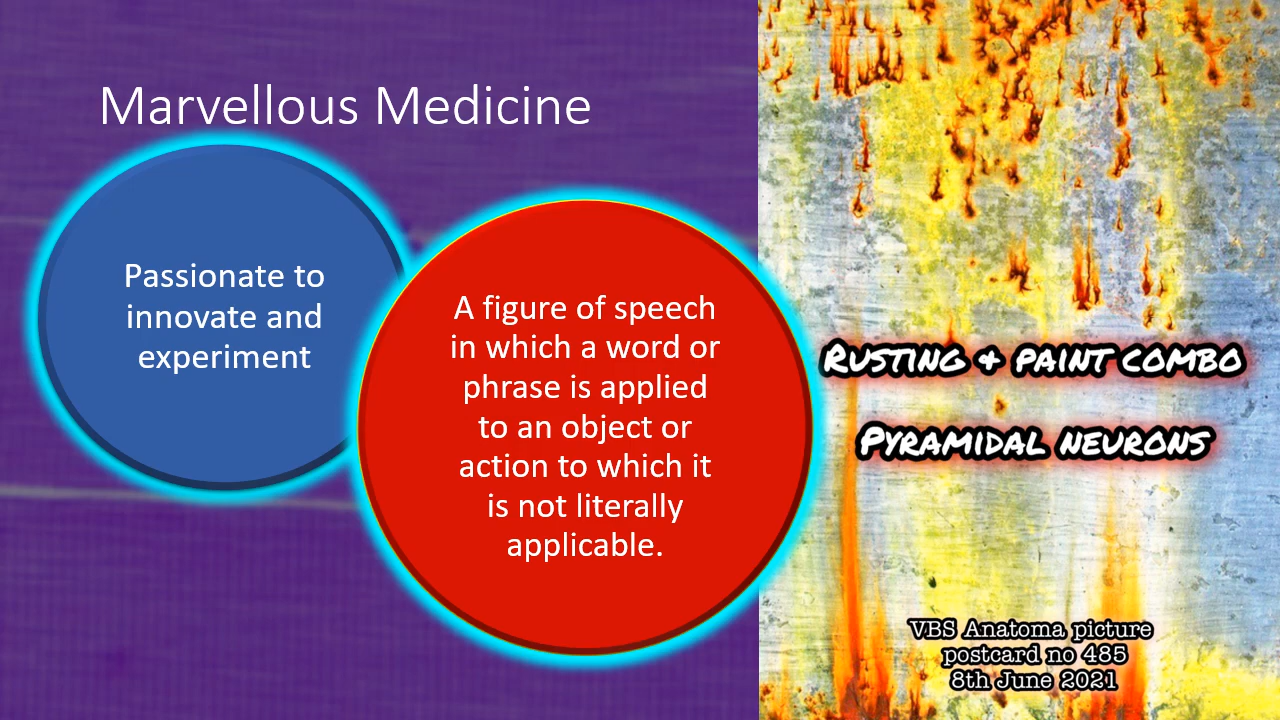 Marvellous Medicine
Passionate to
innovate and
experiment
A figure of speech
in which a word or
phrase is applied
to an object or
action to which it
is not literally
applicable.
Rusting & paint combo
Pyramidal neurons
VBS Anatoma picture
postcard no 485
8th June 2021